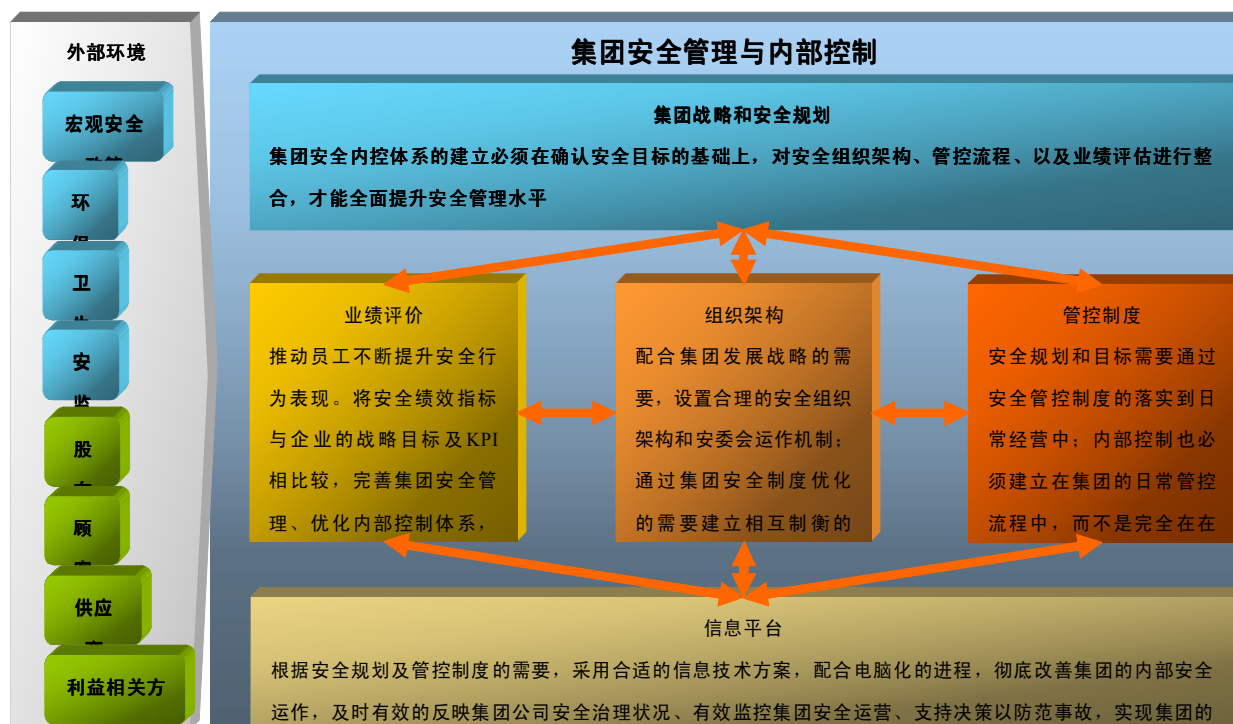 外部环境
宏观安全
环
卫
安
股
顾
供应
利益相关方
集团安全管理与内部控制
集团战略和安全规划
集团安全内控体系的建立必须在确认安全目标的基础上，对安全组织架构、管控流程、以及业绩评估进行整
合，才能全面提升安全管理水平
业绩评价
推动员工不断提升安全行
为表现。将安全绩效指标
与企业的战略目标及KPI
相比较，完善集团安全管
理、优化内部控制体系，
组织架构
配合集团发展战略的需
要，设置合理的安全组织
架构和安委会运作机制；
通过集团安全制度优化
的需要建立相互制衡的
管控制度
安全规划和目标需要通过
安全管控制度的落实到日
常经营中；内部控制也必
须建立在集团的日常管控
流程中，而不是完全在在
信息平台
根据安全规划及管控制度的需要，采用合适的信息技术方案，配合电脑化的进程，彻底改善集团的内部安全
运作，及时有效的反映集团公司安全治理状况、有效监控集团安全运营、支持决策以防范事故，实现集团的